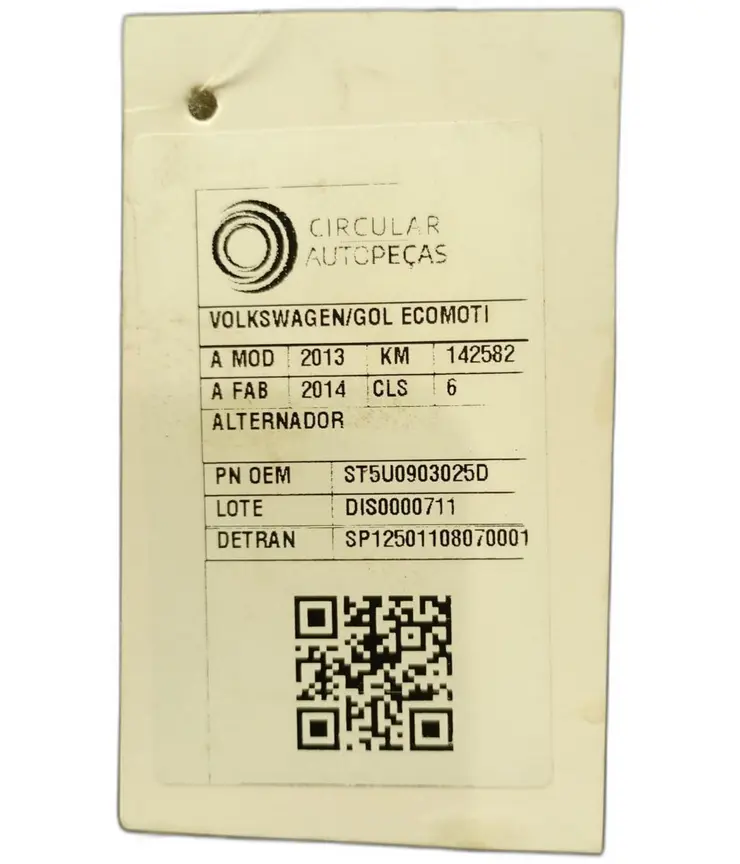 CIRCULAR
AUTOPEÇAS
VOLKSWAGEN/GOL ECOMOTI
A MOD 2013 KM 142582
A FAB 2014 CLS 6
ALTERNADOR
PN OEM ST5U0903025D
LOTE DIS0000711
DETRAN SP12501108070001